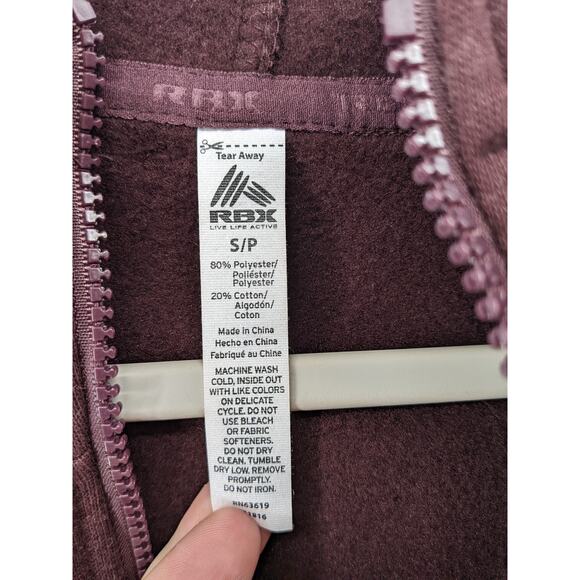 RBX
Tear Away
RBX
LIVE LIFE ACTIVE
S/P
80% Polyester/
Poliéster/
Polyester
20% Cotton/
Algodón/
Coton
Made in China
Hecho en China
Fabriqué au Chine
MACHINE WASH
COLD, INSIDE OUT
WITH LIKE COLORS
ON DELICATE
CYCLE. DO NOT
USE BLEACH
OR FABRIC
SOFTENERS.
DO NOT DRY
CLEAN. TUMBLE
DRY LOW. REMOVE
PROMPTLY.
DO NOT IRON.
RN63619